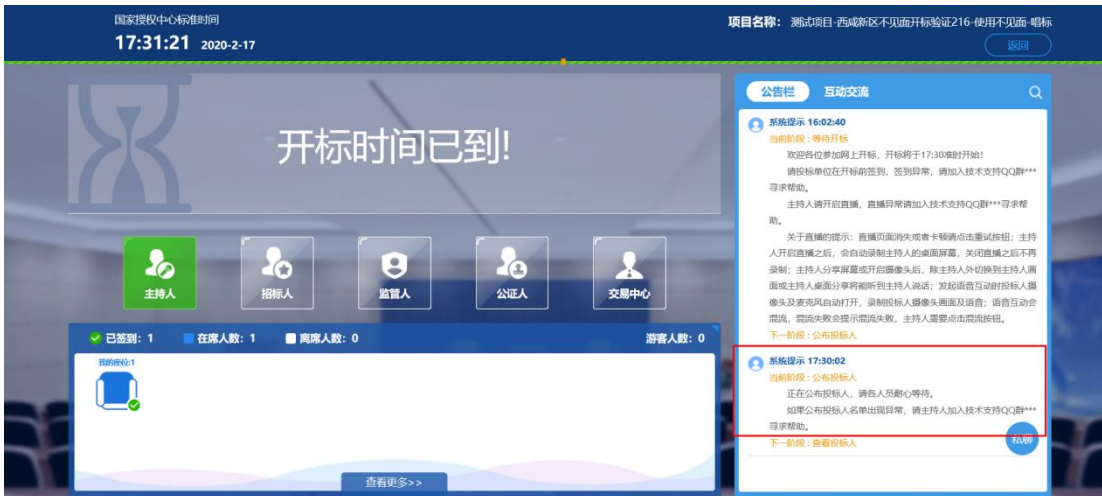 国家授权中心标准时间
17:31:21 2020-2-17
项目名称： 测试项目-西咸新区不见面开标验证216-使用不见面-唱标
返回
开标时间已到!
主持人
招标人
监管人
公证人
交易中心
已签到：1
在席人数：1
离席人数：0
游客人数：0
我的座位:1
查看更多>>
公告栏
互动交流
系统提示 16:02:40
当前阶段：等待开标
欢迎各位参加网上开标，开标将于17:30准时开始!
请投标单位在开标前签到，签到异常，请加入技术支持QQ群***
寻求帮助。
主持人请开启直播，直播异常请加入技术支持QQ群***寻求帮
助。
关于直播的提示：直播页面消失或者卡顿请点击重试按钮；主持
人开启直播之后，会自动录制主持人的桌面屏幕，关闭直播之后不再
录制；主持人分享屏幕或开启摄像头后，除主持人外切换到主持人画
面或主持人桌面分享将能听到主持人说话；发起语音互动时投标人摄
像头及麦克风自动打开，录制投标人摄像头画面及语音；语音互动会
混流，混流失败会提示混流失败，主持人需要点击混流按钮。
下一阶段：公布投标人
系统提示 17:30:02
当前阶段：公布投标人
正在公布投标人，请各人员耐心等待。
如果公布投标人名单出现异常，请主持人加入技术支持QQ群***
寻求帮助。
下一阶段：查看投标人
私聊